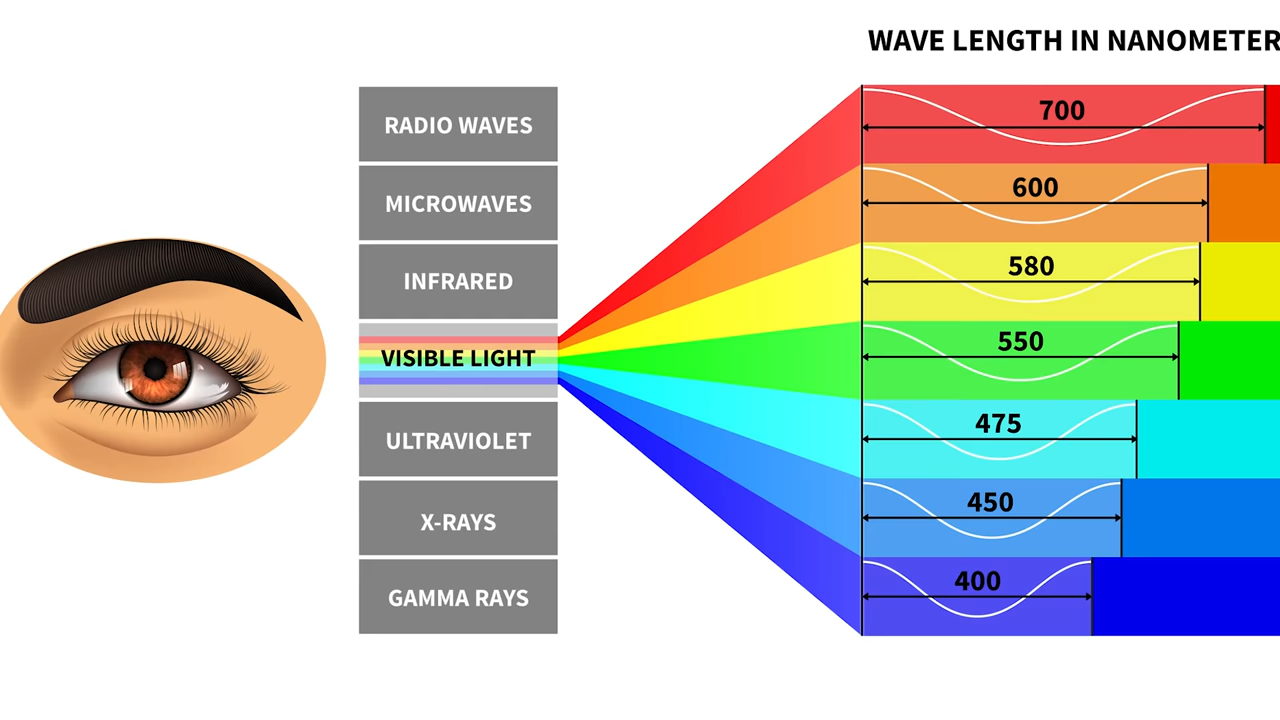 WAVE LENGTH IN NANOMETER
RADIO WAVES
MICROWAVES
INFRARED
VISIBLE LIGHT
ULTRAVIOLET
X-RAYS
GAMMA RAYS
700
600
580
550
475
450
400